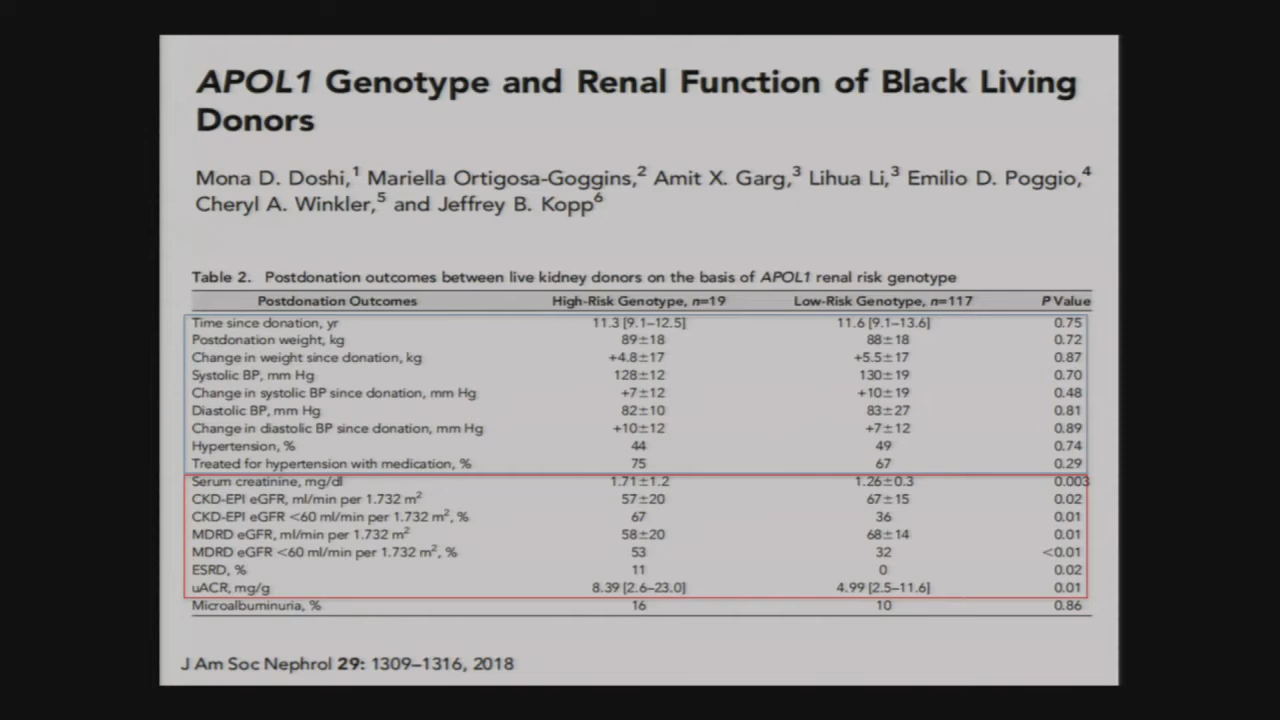 APOL1 Genotype and Renal Function of Black Living
Donors
Mona D. Doshi,1 Mariella Ortigosa-Goggins,2 Amit X. Garg,3 Lihua Li,3 Emilio D. Poggio,4
Cheryl A. Winkler,5 and Jeffrey B. Kopp6
Table 2. Postdonation outcomes between live kidney donors on the basis of APOL1 renal risk genotype
Postdonation Outcomes High-Risk Genotype, n=19 Low-Risk Genotype, n=117 P Value
Time since donation, yr 11.3 [9.1–12.5] 11.6 [9.1–13.6] 0.75
Postdonation weight, kg 89±18 88±18 0.72
Change in weight since donation, kg +4.8±17 +5.5±17 0.87
Systolic BP, mm Hg 128±12 130±19 0.70
Change in systolic BP since donation, mm Hg +7±12 +10±19 0.48
Diastolic BP, mm Hg 82±10 83±27 0.81
Change in diastolic BP since donation, mm Hg +10±12 +7±12 0.89
Hypertension, % 44 49 0.74
Treated for hypertension with medication, % 75 67 0.29
Serum creatinine, mg/dl 1.71±1.2 1.26±0.3 0.003
CKD-EPI eGFR, ml/min per 1.732 m2 57±20 67±15 0.02
CKD-EPI eGFR <60 ml/min per 1.732 m2, % 67 36 0.01
MDRD eGFR, ml/min per 1.732 m2 58±20 68±14 0.01
MDRD eGFR <60 ml/min per 1.732 m2, % 53 32 <0.01
ESRD, % 11 0 0.02
uACR, mg/g 8.39 [2.6–23.0] 4.99 [2.5–11.6] 0.01
Microalbuminuria, % 16 10 0.86
J Am Soc Nephrol 29: 1309–1316, 2018